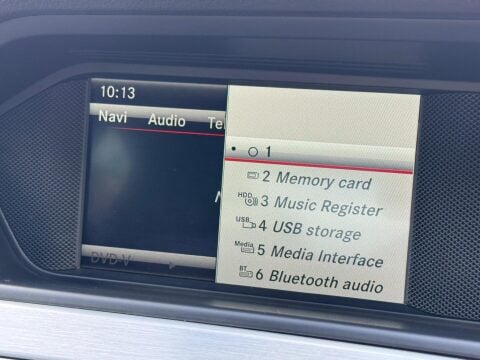 10:13
Navi Audio Te
1
2 Memory card
HDD 3 Music Register
USB 4 USB storage
Media 5 Media Interface
BT 6 Bluetooth audio
DVD-V